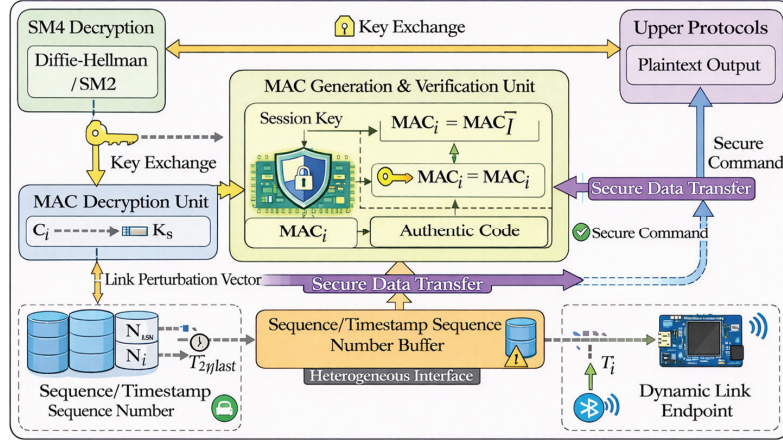 SM4 Decryption
Diffie-Hellman
/SM2
Key Exchange
Upper Protocols
Plaintext Output
MAC Generation & Verification Unit
Session Key
MACᵢ = MAC͞I
MACᵢ = MACᵢ
MACᵢ
Authentic Code
Key Exchange
MAC Decryption Unit
Cᵢ
Kₛ
Secure
Command
Secure Data Transfer
Secure Command
Link Perturbation Vector
Secure Data Transfer
N
Nᵢ
T₂ηlast
Sequence/Timestamp
Sequence Number
Sequence/Timestamp Sequence
Number Buffer
Heterogeneous Interface
Tᵢ
Dynamic Link
Endpoint